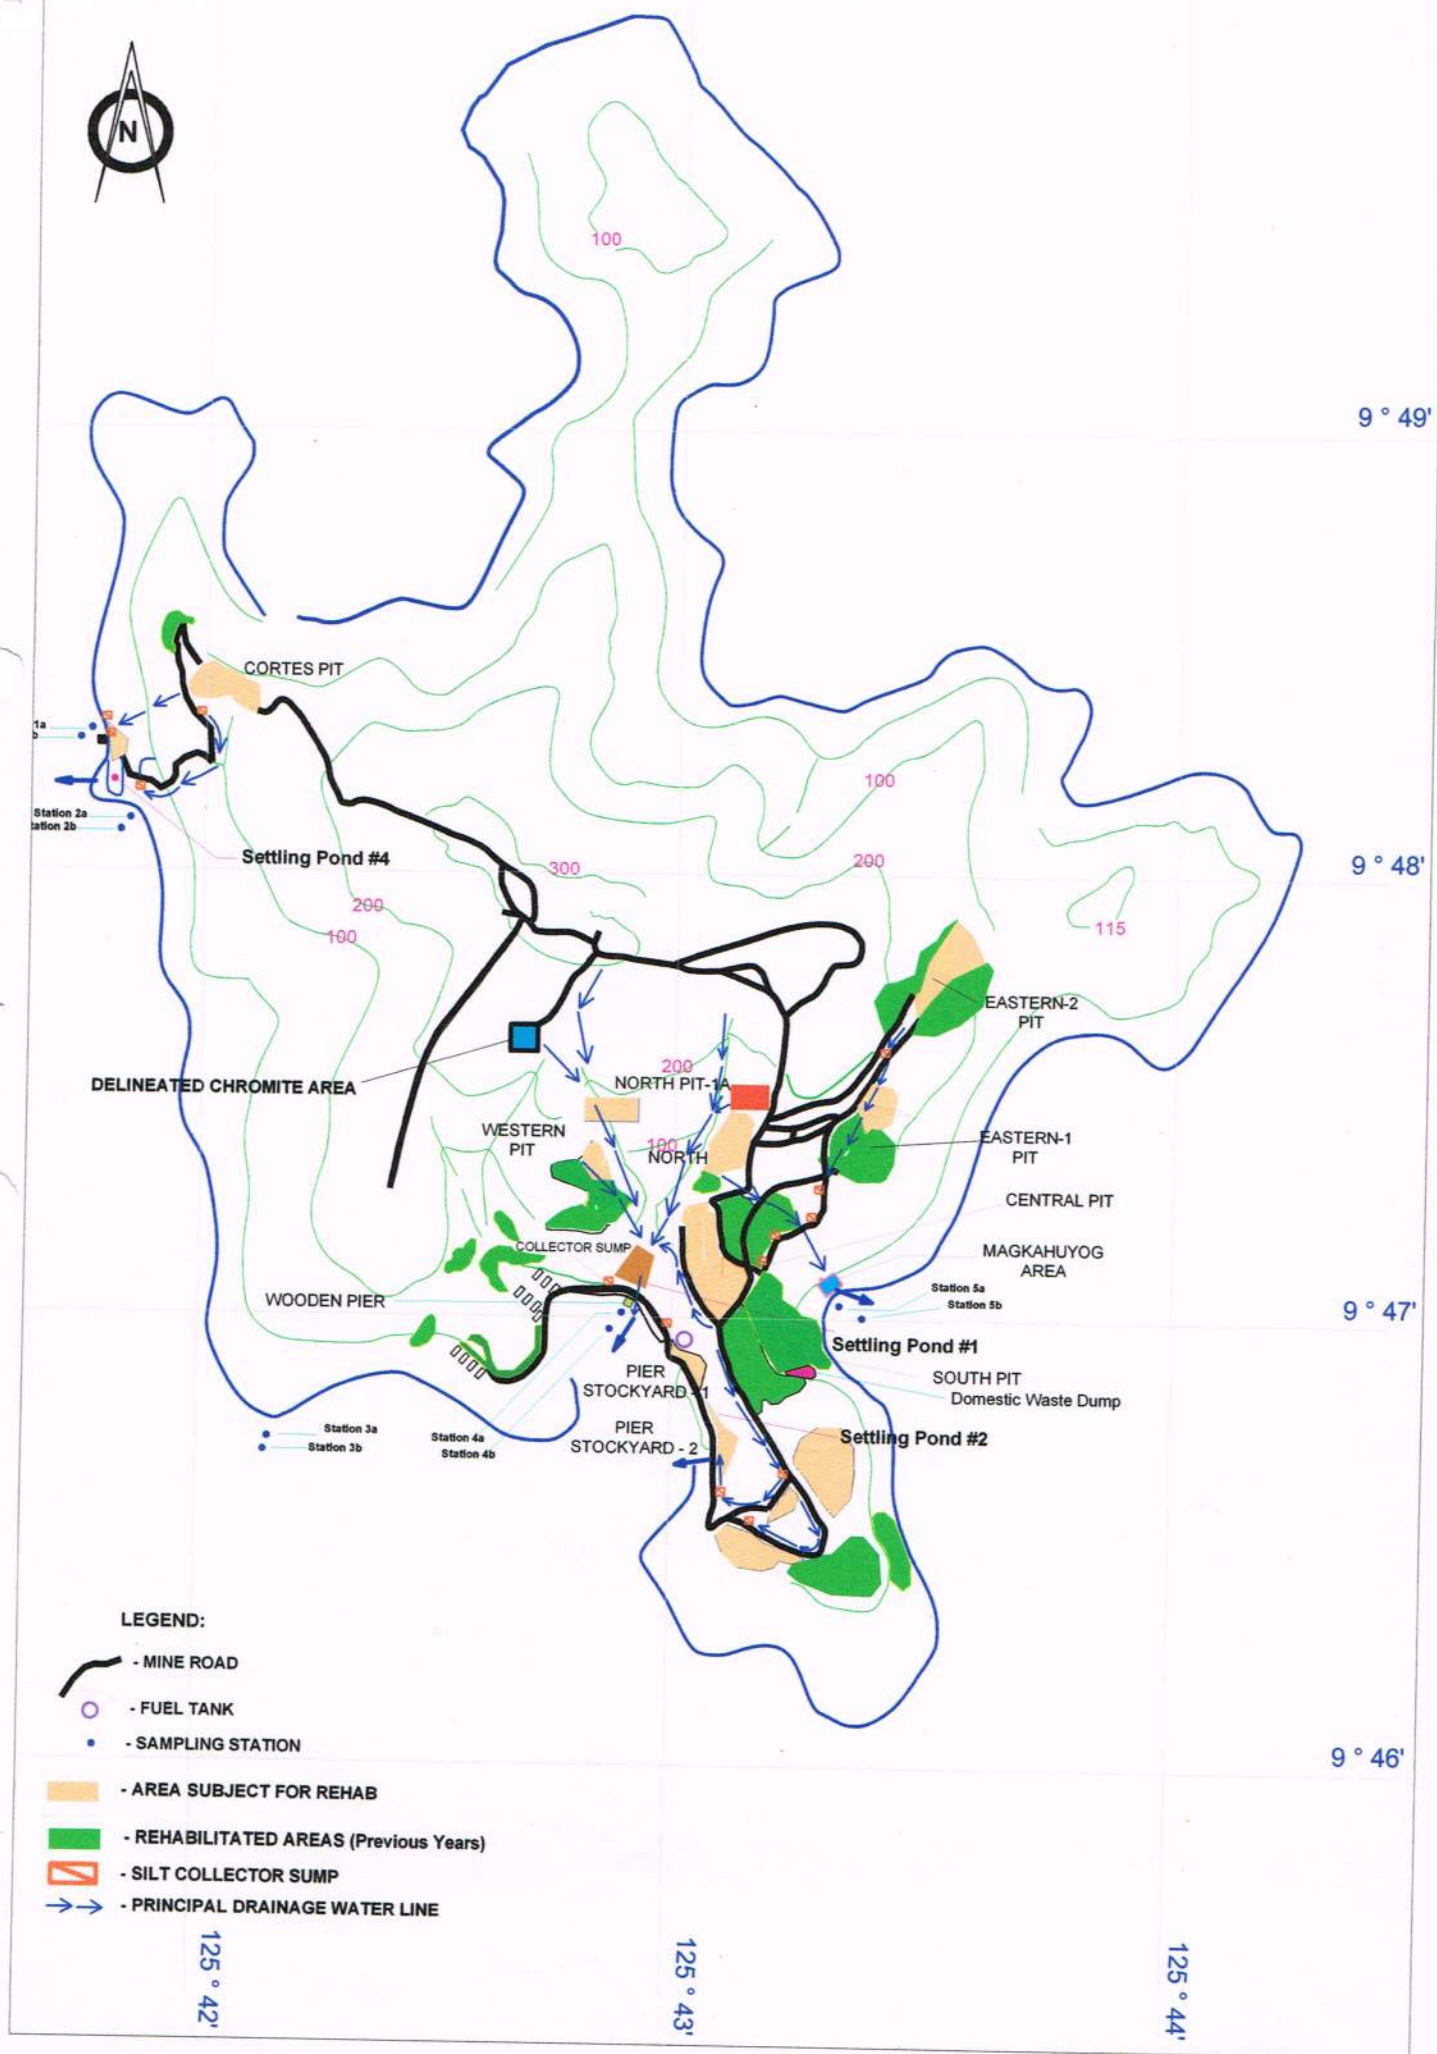 N
100
9 ° 49'
CORTES PIT
1a
b
100
Station 2a
tation 2b
Settling Pond #4
300
200
9 ° 48'
200
100
115
EASTERN-2
PIT
DELINEATED CHROMITE AREA
200
NORTH PIT-1A
WESTERN
PIT
100
NORTH
EASTERN-1
PIT
CENTRAL PIT
COLLECTOR SUMP
MAGKAHUYOG
AREA
WOODEN PIER
Station 5a
Station 5b
9 ° 47'
Settling Pond #1
PIER
STOCKYARD - 1
SOUTH PIT
Domestic Waste Dump
PIER
STOCKYARD - 2
Settling Pond #2
Station 3a
Station 3b
Station 4a
Station 4b
LEGEND:
- MINE ROAD
- FUEL TANK
- SAMPLING STATION
- AREA SUBJECT FOR REHAB
- REHABILITATED AREAS (Previous Years)
- SILT COLLECTOR SUMP
- PRINCIPAL DRAINAGE WATER LINE
9 ° 46'
125 ° 42'
125 ° 43'
125 ° 44'